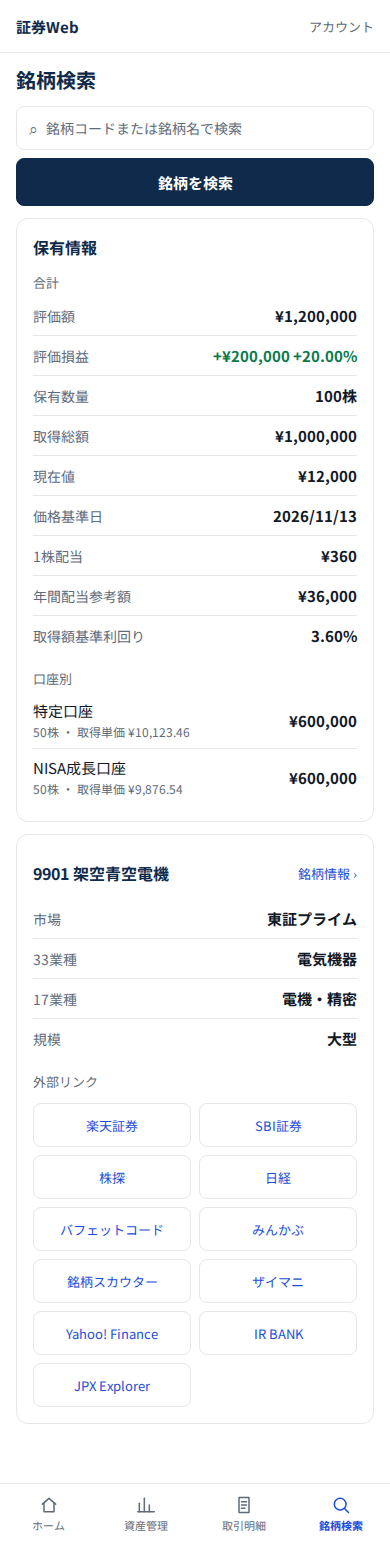 証券Web アカウント
銘柄検索
銘柄コードまたは銘柄名で検索
銘柄を検索
保有情報
合計
評価額 ¥1,200,000
評価損益 +¥200,000 +20.00%
保有数量 100株
取得総額 ¥1,000,000
現在値 ¥12,000
価格基準日 2026/11/13
1株配当 ¥360
年間配当参考額 ¥36,000
取得額基準利回り 3.60%
口座別
特定口座 ¥600,000
50株 ・ 取得単価 ¥10,123.46
NISA成長口座 ¥600,000
50株 ・ 取得単価 ¥9,876.54
9901 架空青空電機 銘柄情報 ›
市場 東証プライム
33業種 電気機器
17業種 電機・精密
規模 大型
外部リンク
楽天証券 SBI証券
株探 日経
バフェットコード みんかぶ
銘柄スカウター ザイマニ
Yahoo! Finance IR BANK
JPX Explorer
ホーム 資産管理 取引明細 銘柄検索